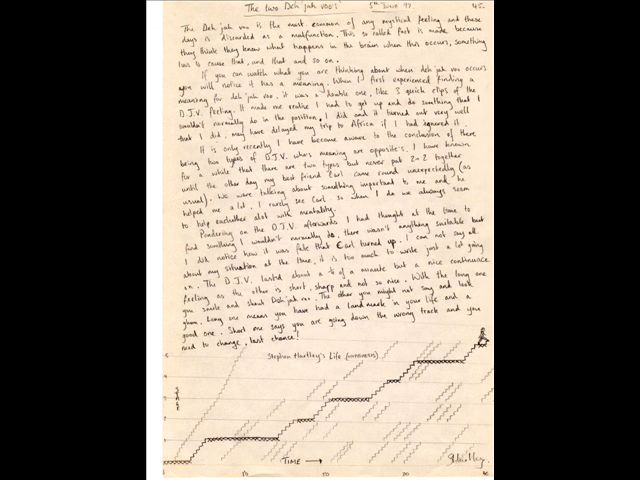 The two Deh'jah voo's   5th June 97   45.
The Deh jah voo is the most common of any mystical feeling and these
days is discarded as a malfunction. This so called fact is made because
they think they know what happens in the brain when this occurs, something
has to cause that, and that and so on.
If you can watch what you are thinking about when deh'jah voo occurs
you will notice it has a meaning. When I first experienced finding a
meaning for deh'jah voo, it was a double one, like 3 quick clips of the
D.J.V. feeling. It made me realise I had to get up and do somthing that I
wouldn't normally do in the position, I did and it turned out very well
that I did, may have delayed my trip to Africa if I had ignored it.
It is only recently I have become aware to the conclusion of there
being two types of D.J.V. who's meaning are opposite's. I have known
for a while that there are two types but never put 2-2 together
until the other day my best friend Carl came round unexpectedly (as
usual). We were talking about somthing important to me and he
helped me a lot. I rarely see Carl so when I do we always seem
to help eachother alot with mentality.
Pondering on the D.J.V. afterwards I had thought at the time to
find somthing I wouldn't normally do, there wasn't anything suitable but
I did notice how it was fate that Carl turned up. I can not say all
about my situation at the time, it is too much to write just a lot going
on. The D.J.V. lasted about a of a minute but a nice continuance
feeling as the other is short, sharp and not so nice. With the long one
you smile and shout Deh'jah voo. The other you might not say and look
glum. Long one means you have had a landmark in your life and a
good one. Short one says you are going down the wrong track and you
need to change, last chance!
Stephen Hartley's Life
TIME →
10 20 30 40